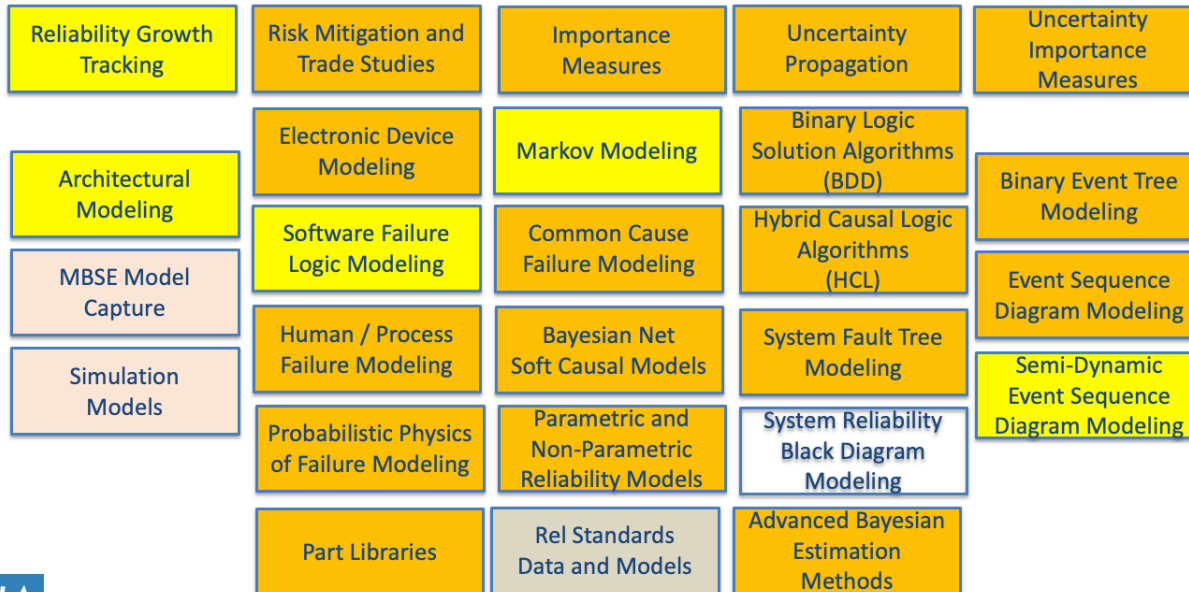 Reliability Growth
Tracking
Risk Mitigation and
Trade Studies
Importance
Measures
Uncertainty
Propagation
Uncertainty
Importance
Measures
Electronic Device
Modeling
Markov Modeling
Binary Logic
Solution Algorithms
(BDD)
Architectural
Modeling
Binary Event Tree
Modeling
Software Failure
Logic Modeling
Common Cause
Failure Modeling
Hybrid Causal Logic
Algorithms
(HCL)
MBSE Model
Capture
Event Sequence
Diagram Modeling
Human / Process
Failure Modeling
Bayesian Net
Soft Causal Models
System Fault Tree
Modeling
Simulation
Models
Semi-Dynamic
Event Sequence
Diagram Modeling
Probabilistic Physics
of Failure Modeling
Parametric and
Non-Parametric
Reliability Models
System Reliability
Black Diagram
Modeling
Part Libraries
Rel Standards
Data and Models
Advanced Bayesian
Estimation
Methods